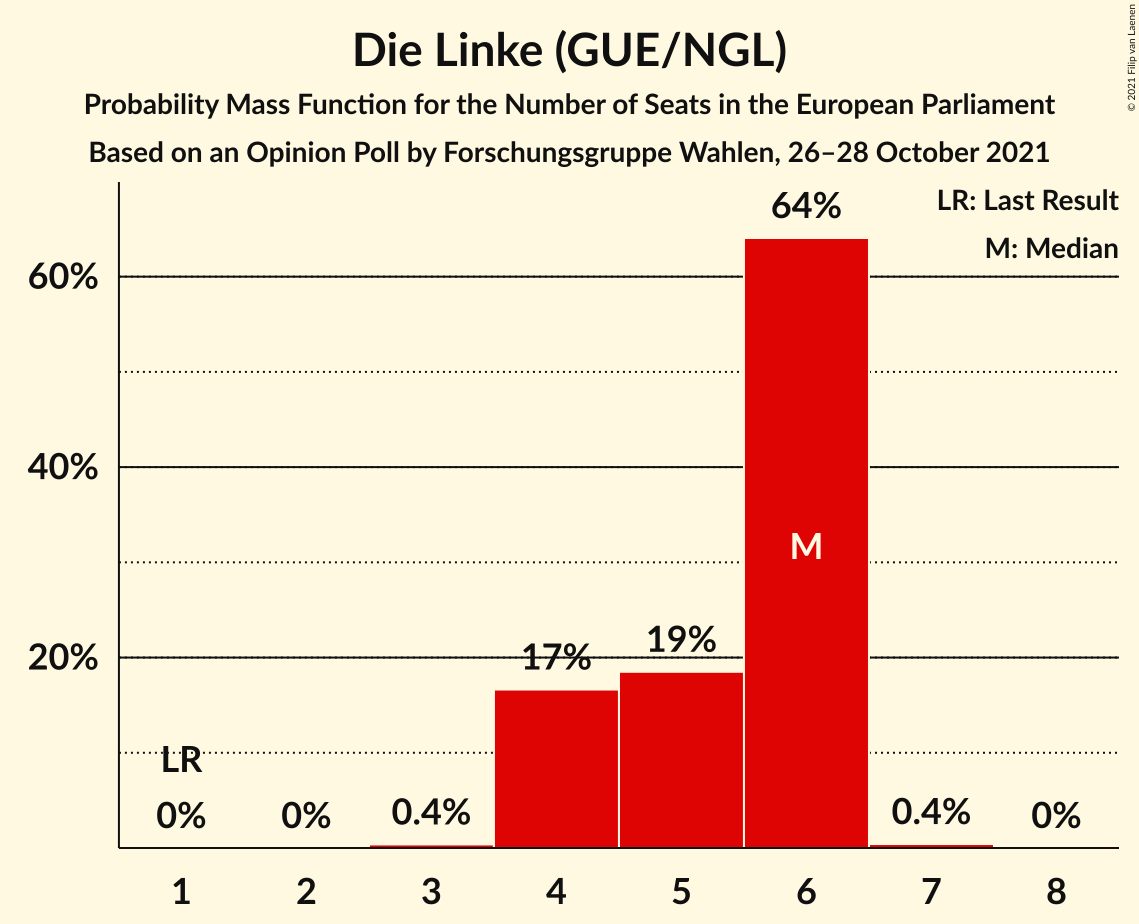 Die Linke (GUE/NGL)
Probability Mass Function for the Number of Seats in the European Parliament
Based on an Opinion Poll by Forschungsgruppe Wahlen, 26–28 October 2021
© 2021 Filip van Laenen
LR: Last Result
M: Median
60%
40%
20%
LR
0%
0%
0.4%
17%
19%
64%
M
0.4%
0%
1 2 3 4 5 6 7 8